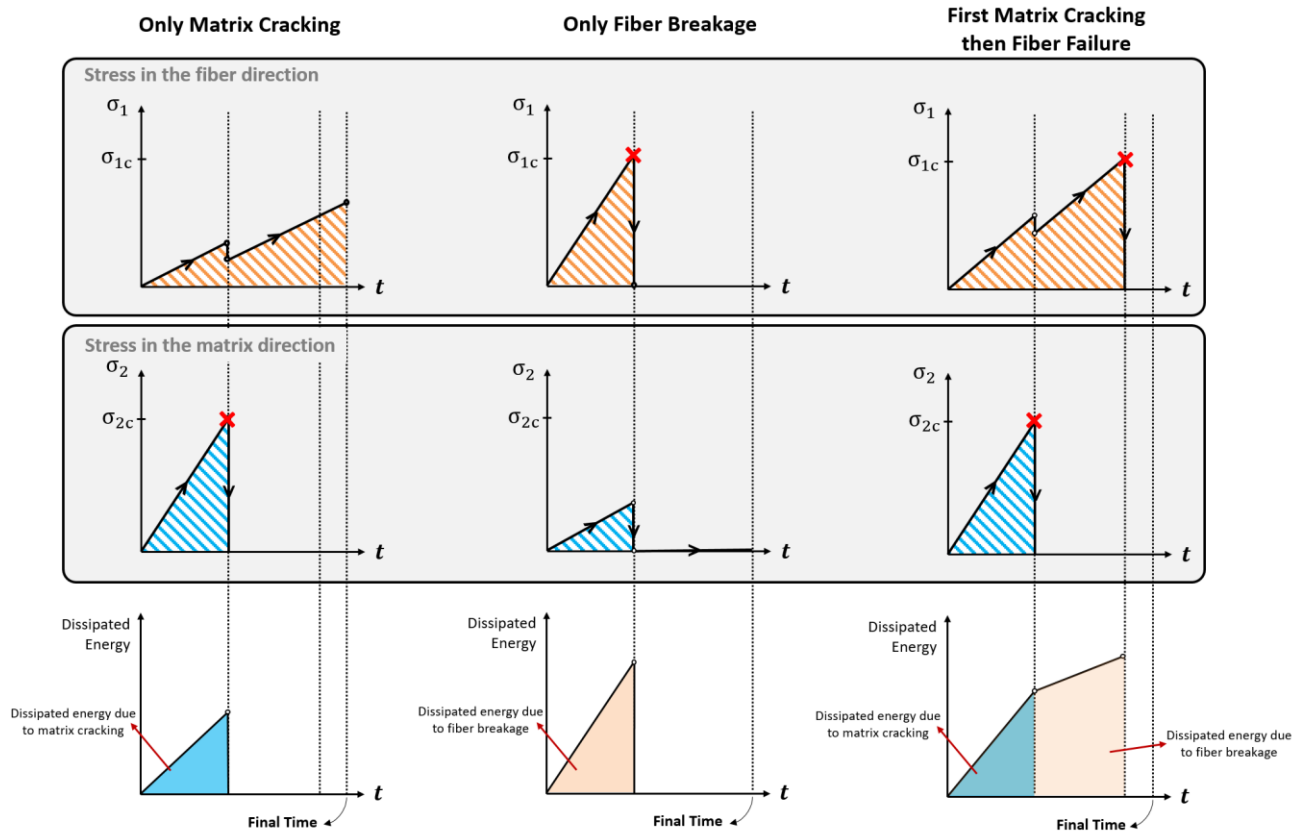 Only Matrix Cracking
Only Fiber Breakage
First Matrix Cracking
then Fiber Failure
Stress in the fiber direction
σ1
σ1c
t
σ1
σ1c
t
σ1
σ1c
t
Stress in the matrix direction
σ2
σ2c
t
σ2
σ2c
t
σ2
σ2c
t
Dissipated
Energy
Dissipated energy due
to matrix cracking
t
Final Time
Dissipated
Energy
Dissipated energy due
to fiber breakage
t
Final Time
Dissipated
Energy
Dissipated energy due
to matrix cracking
Dissipated energy due
to fiber breakage
t
Final Time